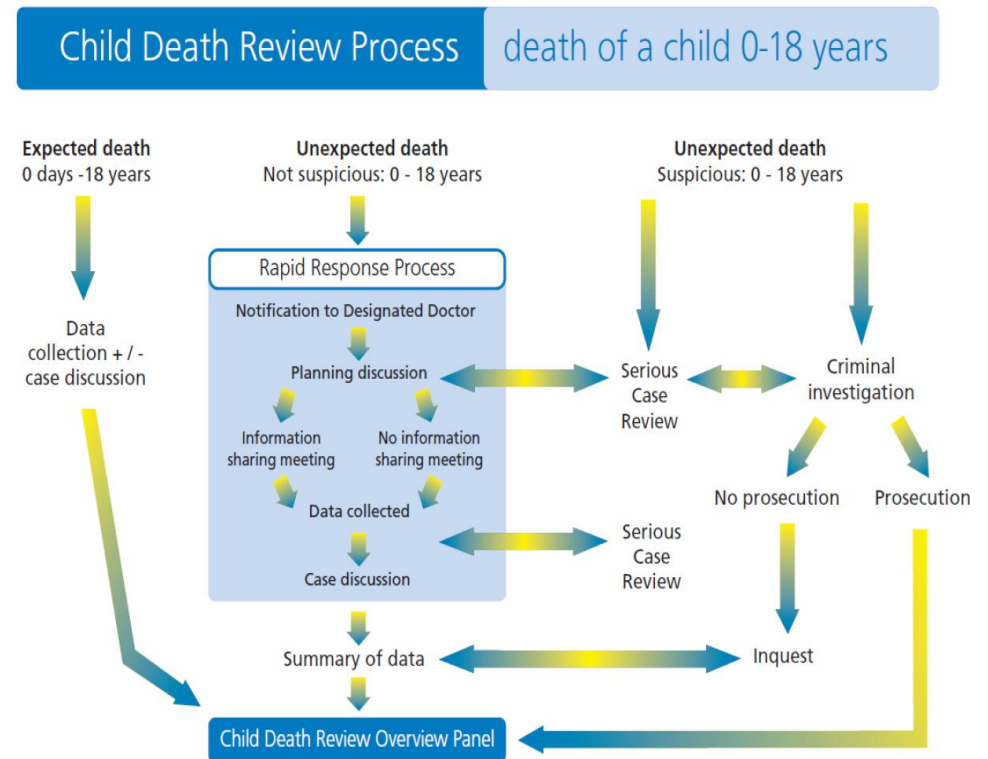 Child Death Review Process death of a child 0-18 years
Expected death
0 days -18 years
Unexpected death
Not suspicious: 0 - 18 years
Unexpected death
Suspicious: 0 - 18 years
Rapid Response Process
Notification to Designated Doctor
Planning discussion
Information
sharing meeting
No information
sharing meeting
Data collected
Case discussion
Data
collection + / -
case discussion
Serious
Case
Review
Criminal
investigation
No prosecution
Prosecution
Serious
Case
Review
Summary of data
Inquest
Child Death Review Overview Panel